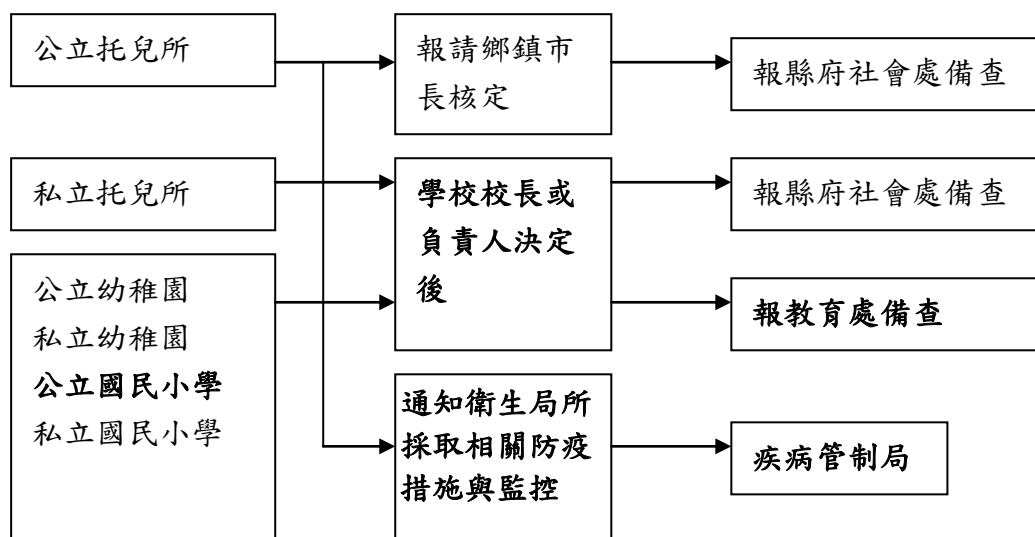 公立托兒所
報請鄉鎮市
長核定
報縣府社會處備查
私立托兒所
學校校長或
負責人決定
後
報縣府社會處備查
公立幼稚園
私立幼稚園
公立國民小學
私立國民小學
報教育處備查
通知衛生局所
採取相關防疫
措施與監控
疾病管制局